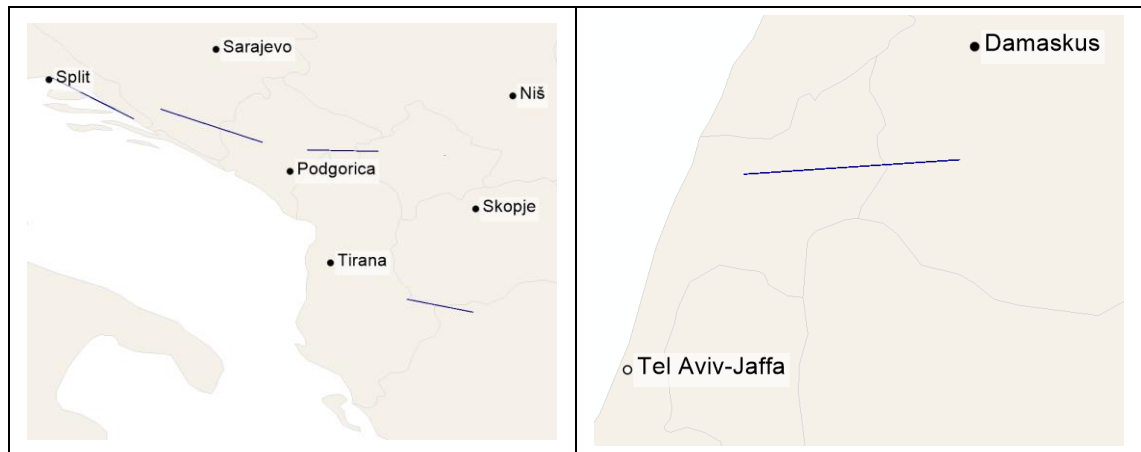 Sarajevo
Split
Niš
Podgorica
Skopje
Tirana
Damaskus
Tel Aviv-Jaffa